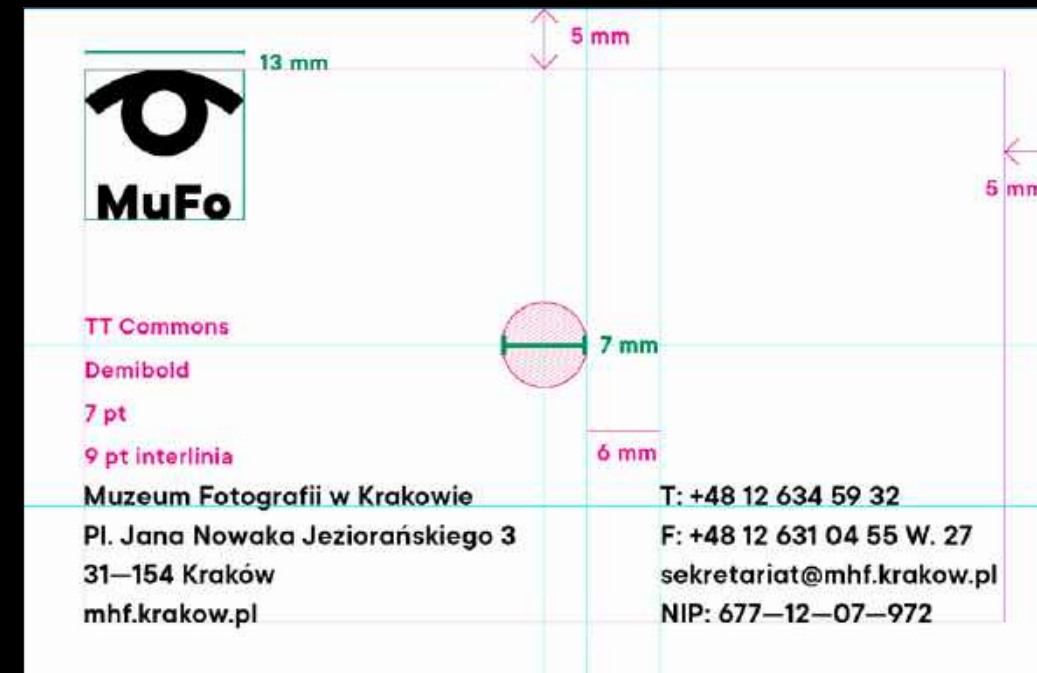 5 mm
13 mm
MuFo
5 mm
TT Commons
7 mm
Demibold
7 pt
9 pt interlinia
6 mm
Muzeum Fotografii w Krakowie
Pl. Jana Nowaka Jeziorańskiego 3
31—154 Kraków
mhf.krakow.pl
T: +48 12 634 59 32
F: +48 12 631 04 55 W. 27
sekretariat@mhf.krakow.pl
NIP: 677—12—07—972